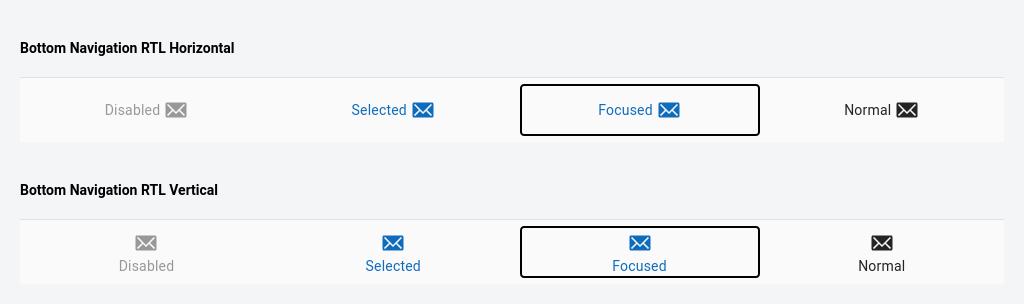 Bottom Navigation RTL Horizontal
Disabled Selected Focused Normal
Bottom Navigation RTL Vertical
Disabled Selected Focused Normal